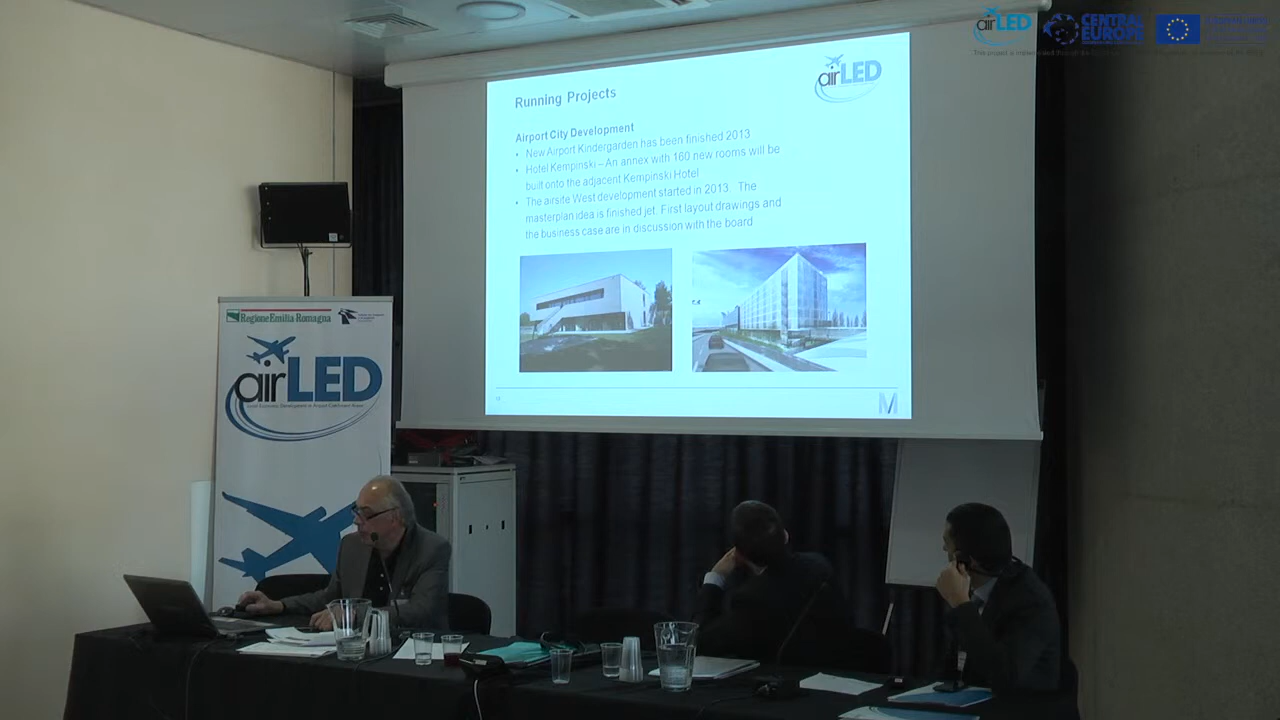 airLED
CENTRAL
EUROPE
airLED
Running Projects
Airport City Development
• New Airport Kindergarden has been finished 2013
• Hotel Kempinski – An annex with 160 new rooms will be
built onto the adjacent Kempinski Hotel
• The airsite West development started in 2013. The
masterplan idea is finished jet. First layout drawings and
the business case are in discussion with the board
M
RegioneEmilia Romagna
airLED